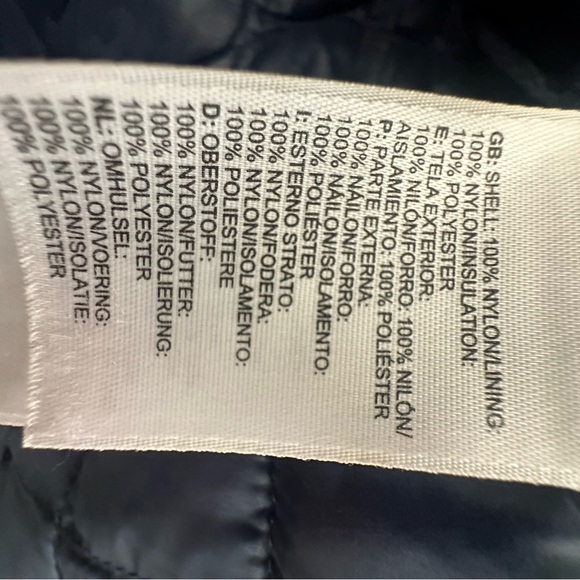 GB: SHELL: 100% NYLON/LINING:
100% NYLON/INSULATION:
100% POLYESTER
E: TELA EXTERIOR:
100% NILÓN/FORRO: 100% NILÓN/
AISLAMIENTO: 100% POLIÉSTER
P: PARTE EXTERNA:
100% NAILON/FORRO:
100% NAILON/ISOLAMENTO:
100% POLIÉSTER
I: ESTERNO STRATO:
100% NYLON/FODERA:
100% NYLON/ISOLAMENTO:
100% POLIESTERE
D: OBERSTOFF:
100% NYLON/FUTTER:
100% NYLON/ISOLIERUNG:
100% POLYESTER
NL: OMHULSEL:
100% NYLON/VOERING:
100% NYLON/ISOLATIE:
100% POLYESTER